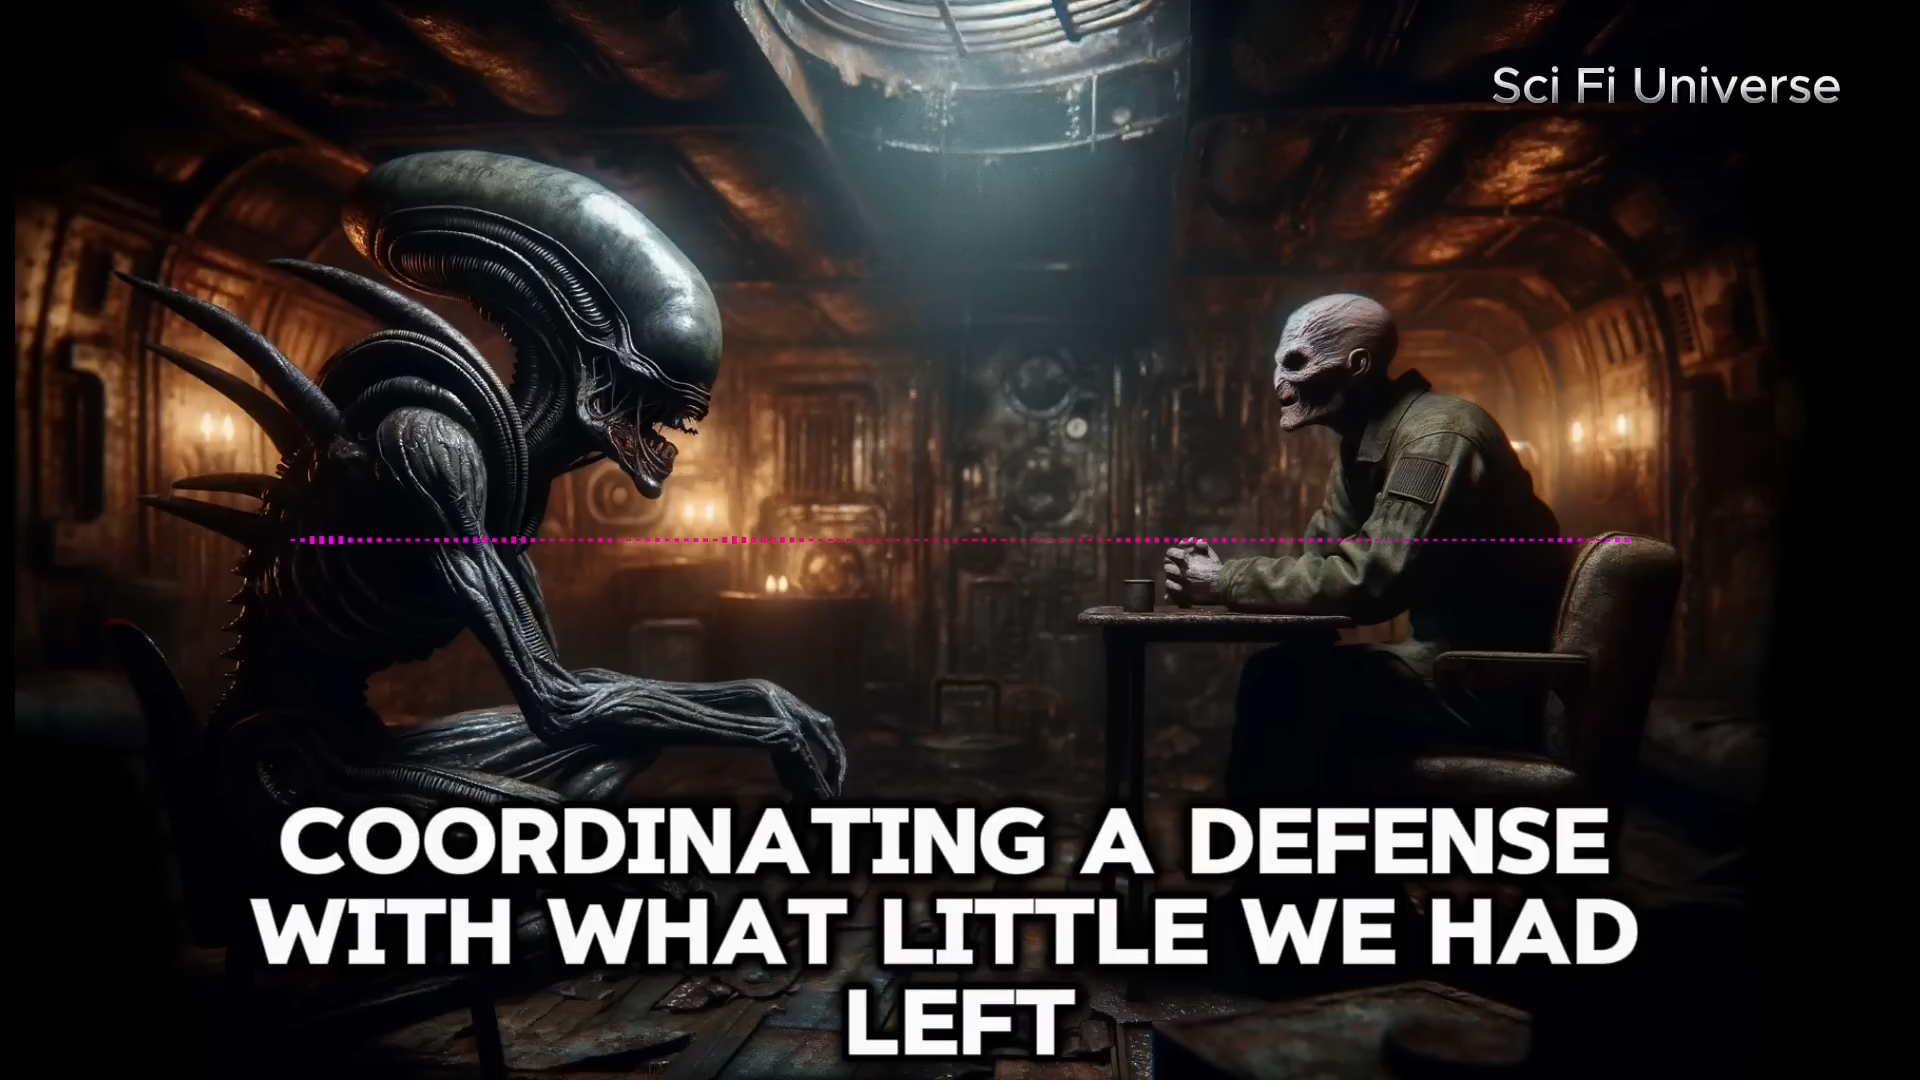 Sci Fi Universe
COORDINATING A DEFENSE
WITH WHAT LITTLE WE HAD
LEFT